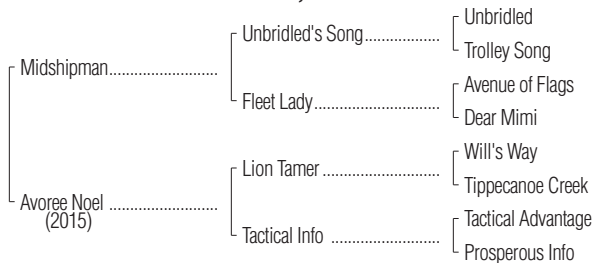 Unbridled
Unbridled's Song..................
Trolley Song
Midshipman..........................
Avenue of Flags
Fleet Lady..............................
Dear Mimi
Will's Way
Lion Tamer ............................
Tippecanoe Creek
Avoree Noel ..........................
(2015)
Tactical Advantage
Tactical Info ..........................
Prosperous Info